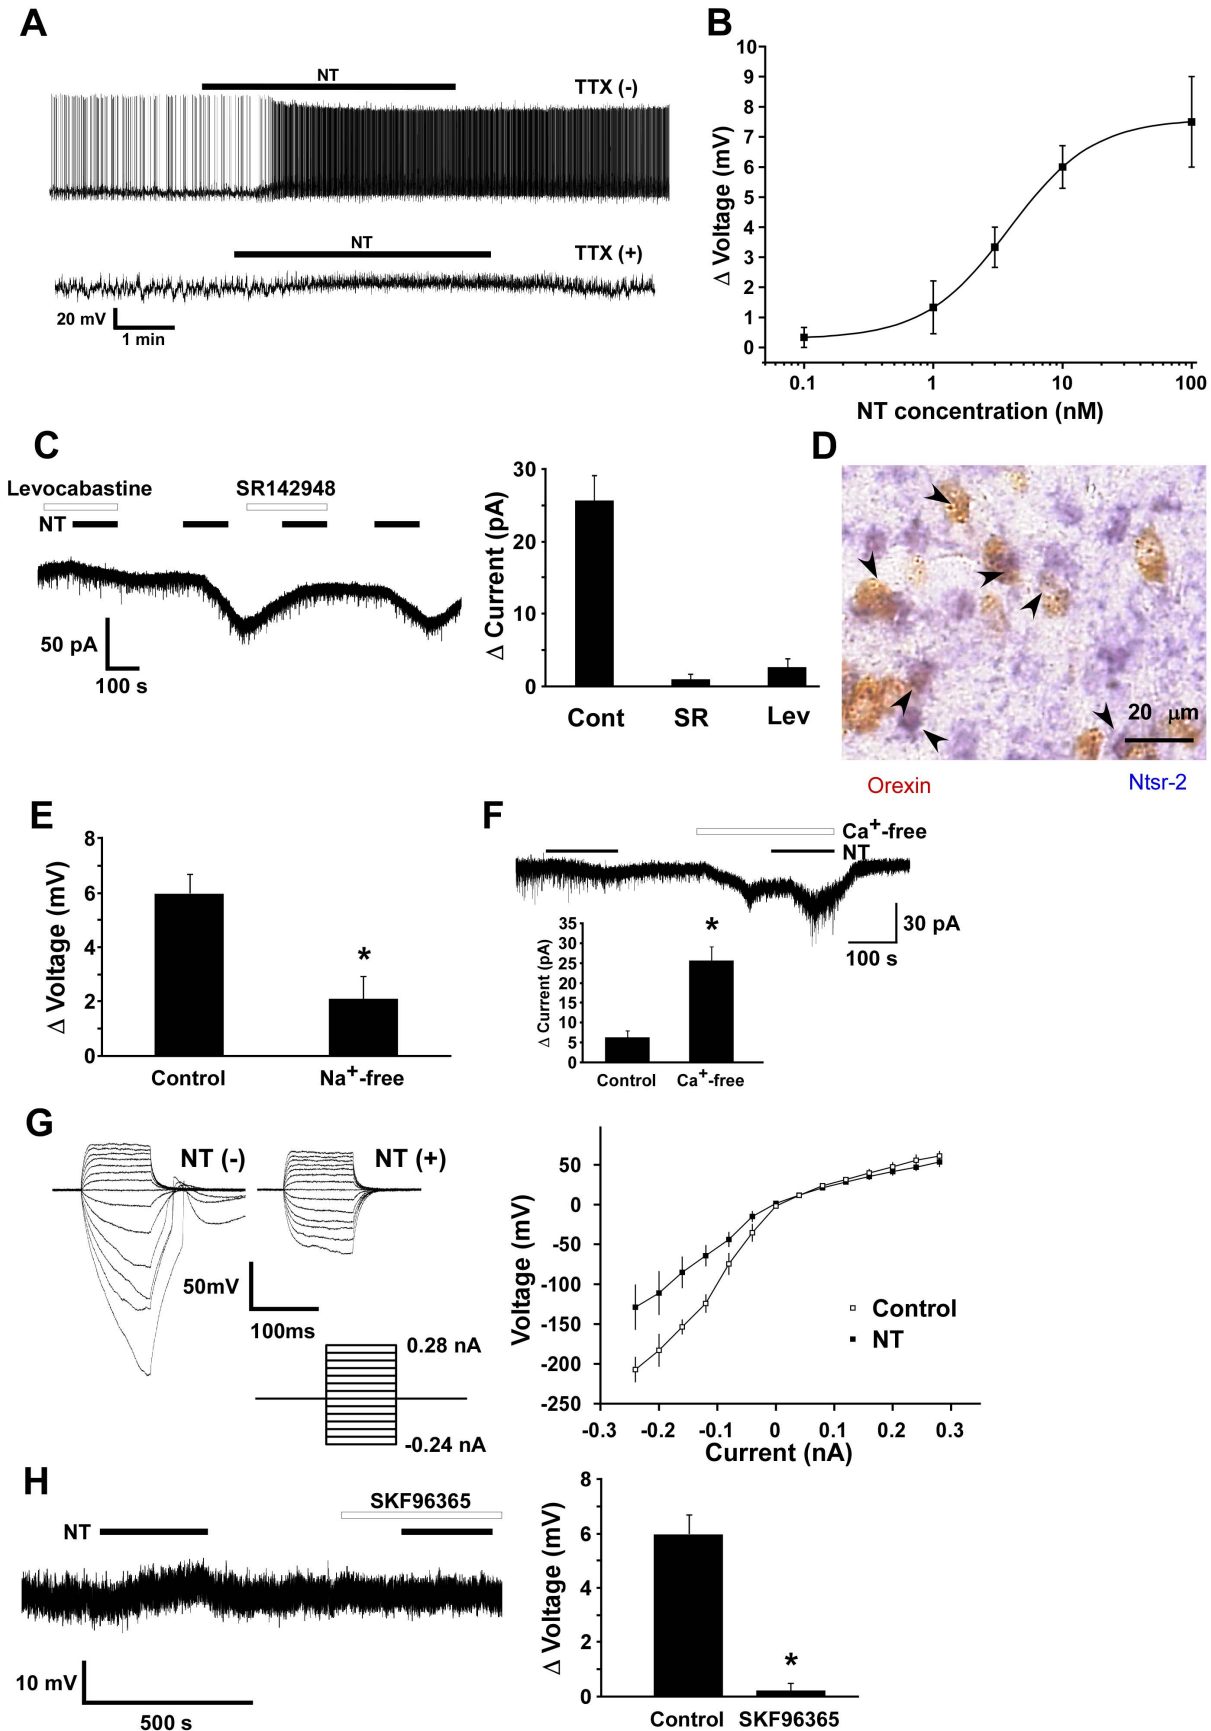 A
NT
TTX (-)
NT
TTX (+)
20 mV
1 min
B
10
9
8
7
6
5
4
3
2
1
0
Δ Voltage (mV)
0.1 1 10 100
NT concentration (nM)
C
Levocabastine SR142948
NT
50 pA
100 s
30
20
10
0
Δ Current (pA)
Cont SR Lev
D
20 μm
Orexin Ntsr-2
E
8
6
4
2
0
Δ Voltage (mV)
*
Control Na+-free
F
Ca+-free
NT
30 pA
100 s
35
30
25
20
15
10
5
0
Δ Current (pA)
*
Control Ca+-free
G
NT (-) NT (+)
50mV
100ms
0.28 nA
-0.24 nA
50
0
-50
-100
-150
-200
-250
Voltage (mV)
Control
NT
-0.3 -0.2 -0.1 0 0.1 0.2 0.3
Current (nA)
H
SKF96365
NT
10 mV
500 s
8
6
4
2
0
Δ Voltage (mV)
*
Control SKF96365